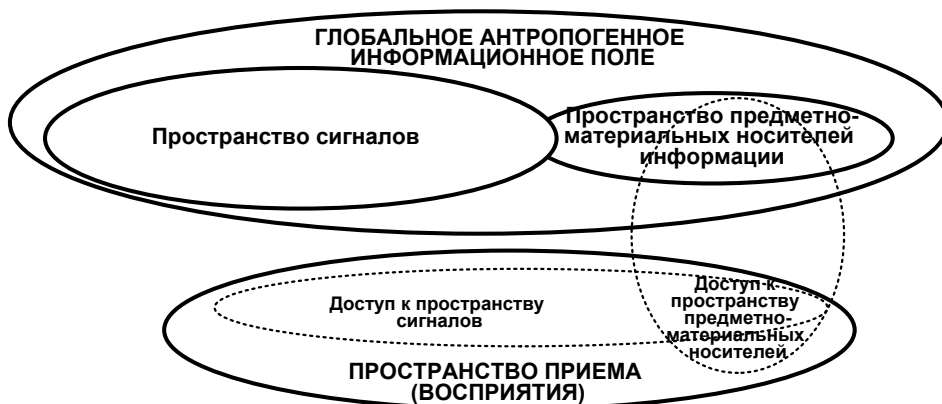 ГЛОБАЛЬНОЕ АНТРОПОГЕННОЕ
ИНФОРМАЦИОННОЕ ПОЛЕ
Пространство сигналов
Пространство предметно-
материальных носителей
информации
Доступ к пространству
сигналов
Доступ к
пространству
предметно-
материальных
носителей
ПРОСТРАНСТВО ПРИЕМА
(ВОСПРИЯТИЯ)